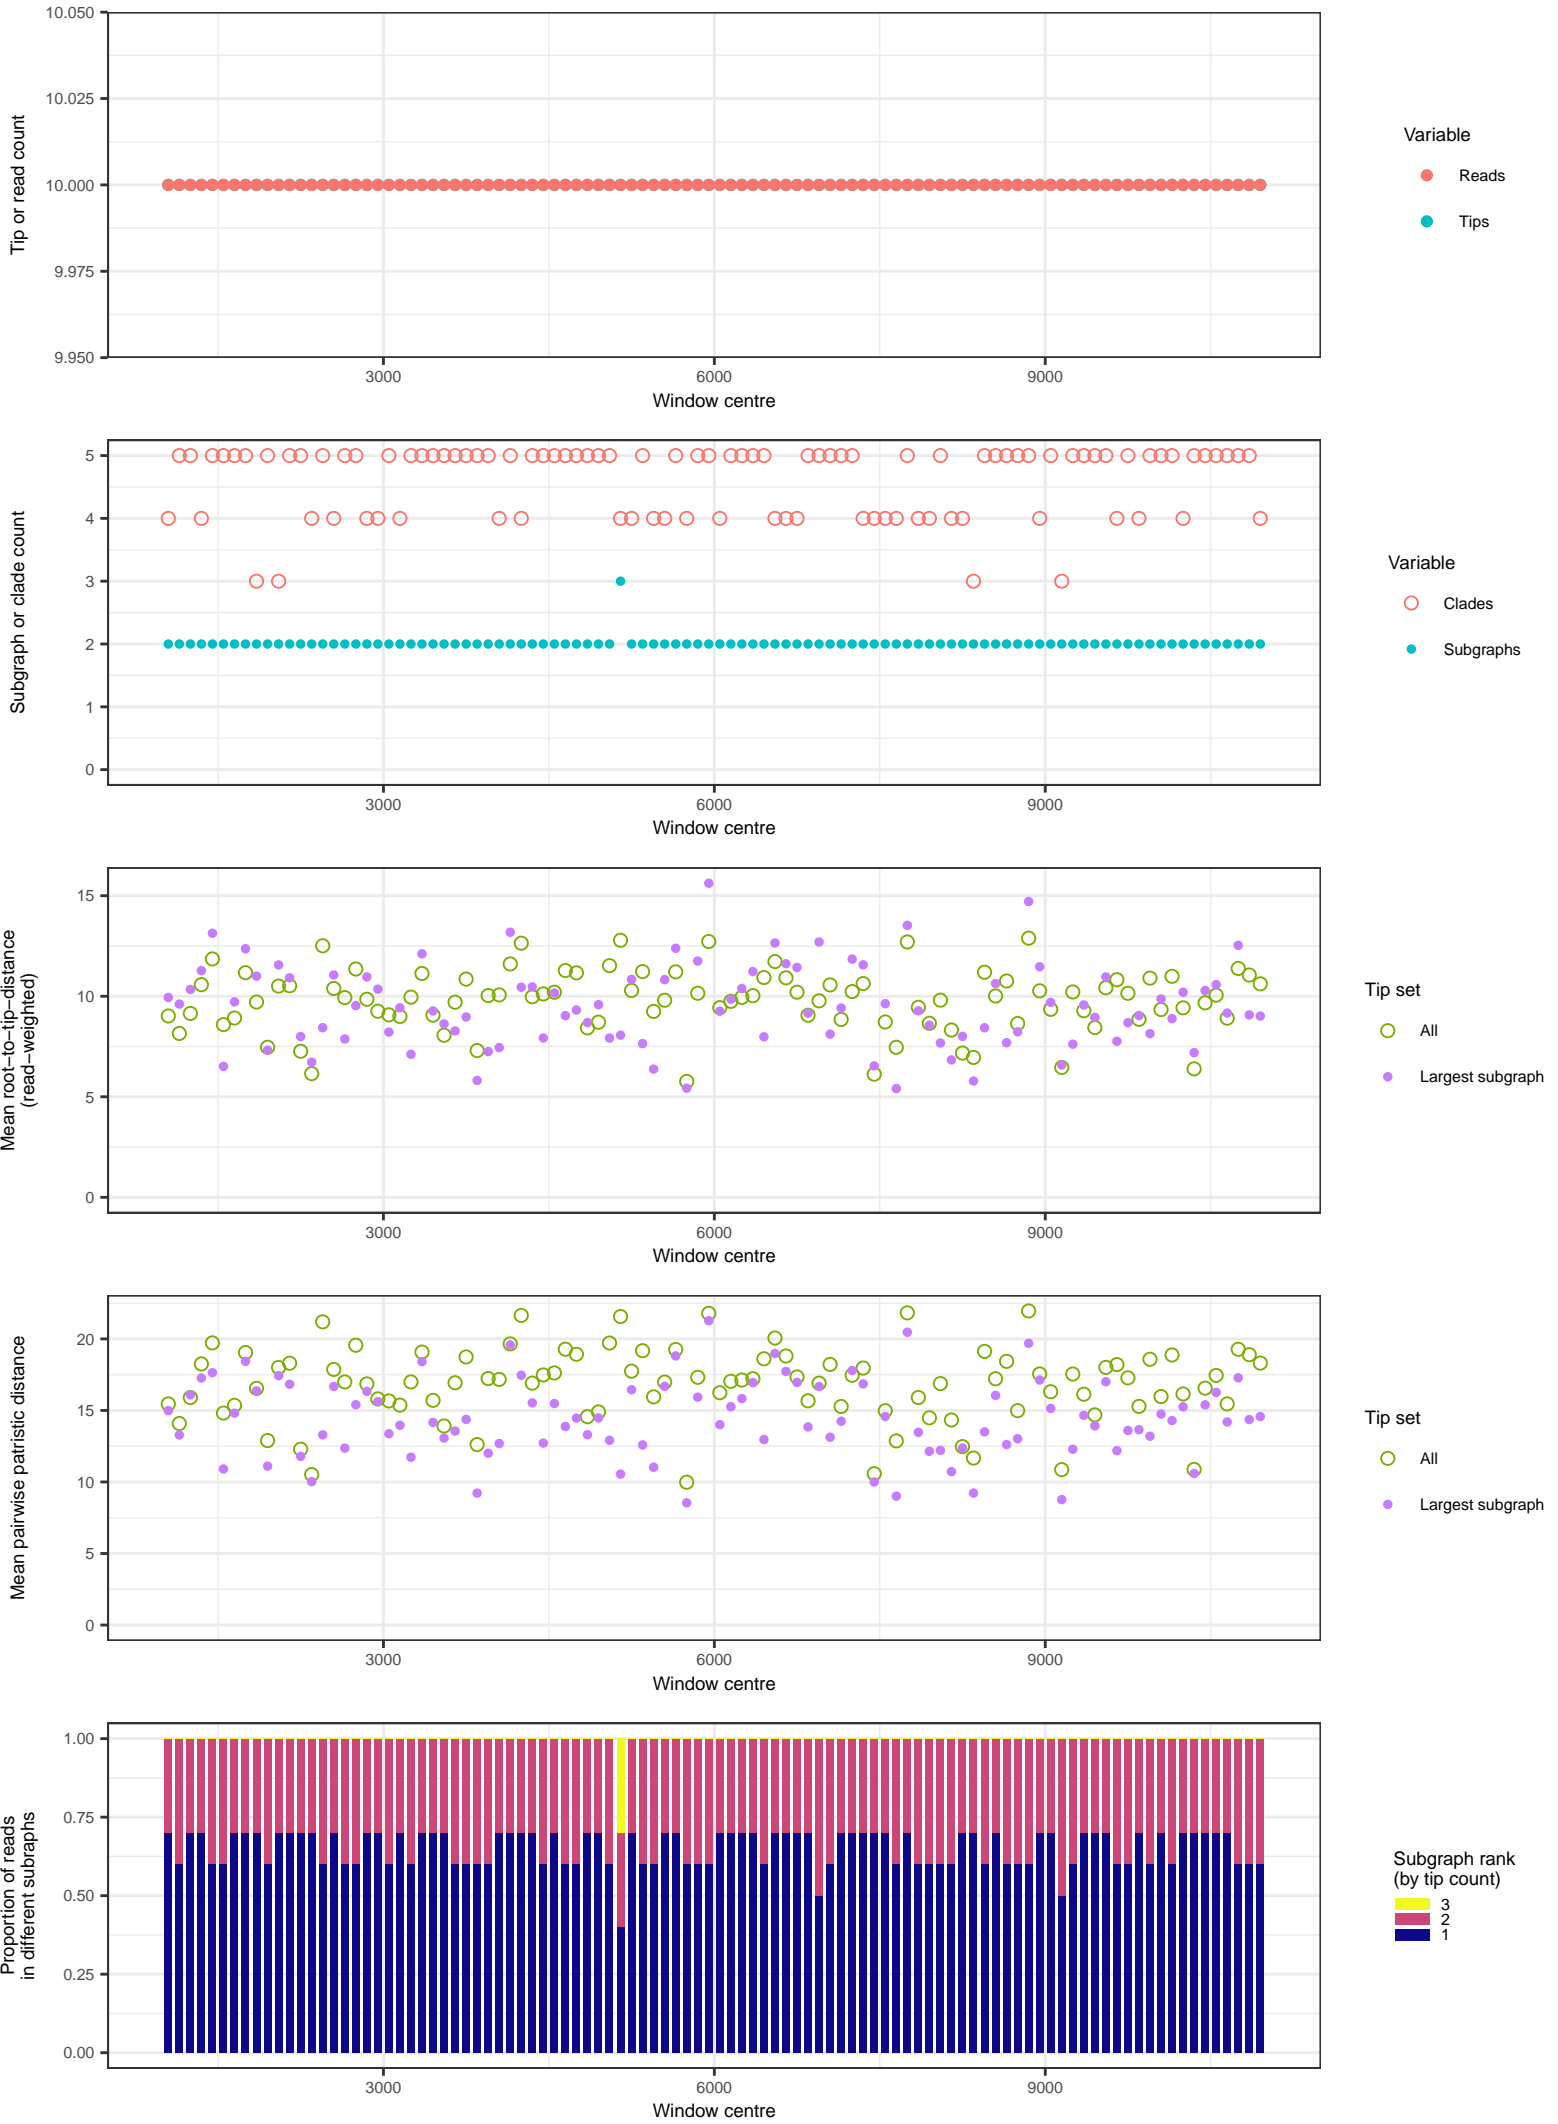 10.050
10.025
10.000
9.975
9.950
Tip or read count
3000 6000 9000
Window centre
Variable
Reads
Tips
5
4
3
2
1
0
Subgraph or clade count
3000 6000 9000
Window centre
Variable
Clades
Subgraphs
15
10
5
0
Mean root−to−tip−distance
(read−weighted)
3000 6000 9000
Window centre
Tip set
All
Largest subgraph
20
15
10
5
0
Mean pairwise patristic distance
3000 6000 9000
Window centre
Tip set
All
Largest subgraph
1.00
0.75
0.50
0.25
0.00
Proportion of reads
in different subraphs
3000 6000 9000
Window centre
Subgraph rank
(by tip count)
3
2
1